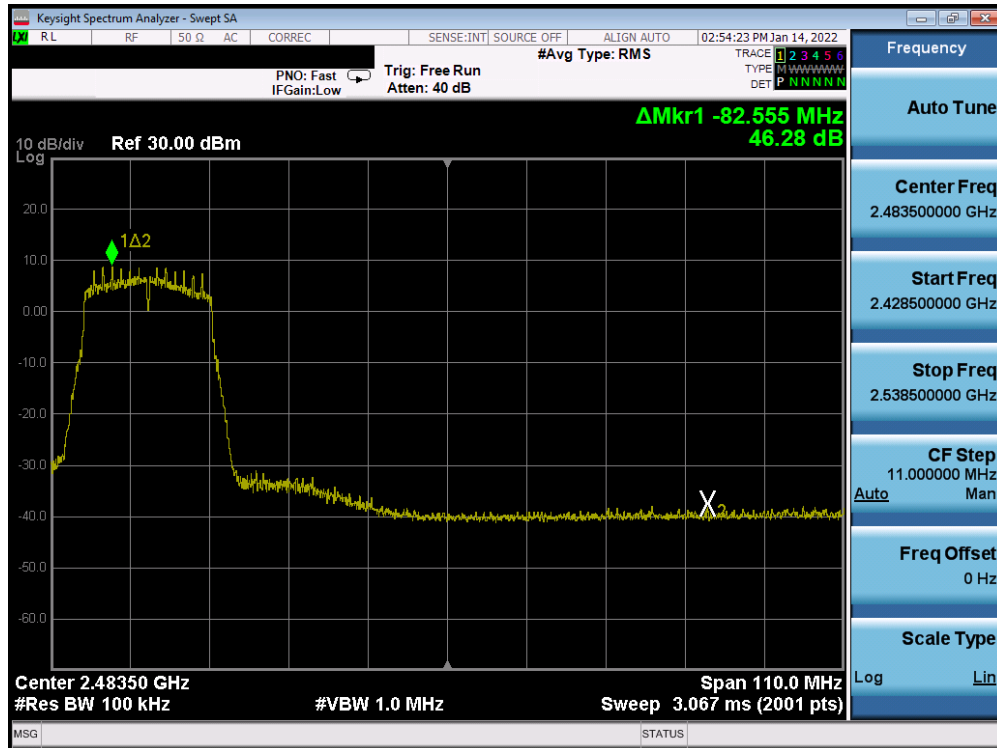 Keysight Spectrum Analyzer - Swept SA
LXI RL RF 50 Ω AC CORREC SENSE:INT SOURCE OFF ALIGN AUTO 02:54:23 PM Jan 14, 2022
#Avg Type: RMS
TRACE 1 2 3 4 5 6
PNO: Fast Trig: Free Run
TYPE M W W W W W
IFGain:Low Atten: 40 dB
DET P N N N N N
ΔMkr1 -82.555 MHz
46.28 dB
10 dB/div Ref 30.00 dBm
Log
20.0
1Δ2
10.0
0.00
-10.0
-20.0
-30.0
-40.0
X2
-50.0
-60.0
Center 2.48350 GHz Span 110.0 MHz
#Res BW 100 kHz #VBW 1.0 MHz Sweep 3.067 ms (2001 pts)
MSG STATUS
Frequency
Auto Tune
Center Freq
2.483500000 GHz
Start Freq
2.428500000 GHz
Stop Freq
2.538500000 GHz
CF Step
11.000000 MHz
Auto Man
Freq Offset
0 Hz
Scale Type
Log Lin